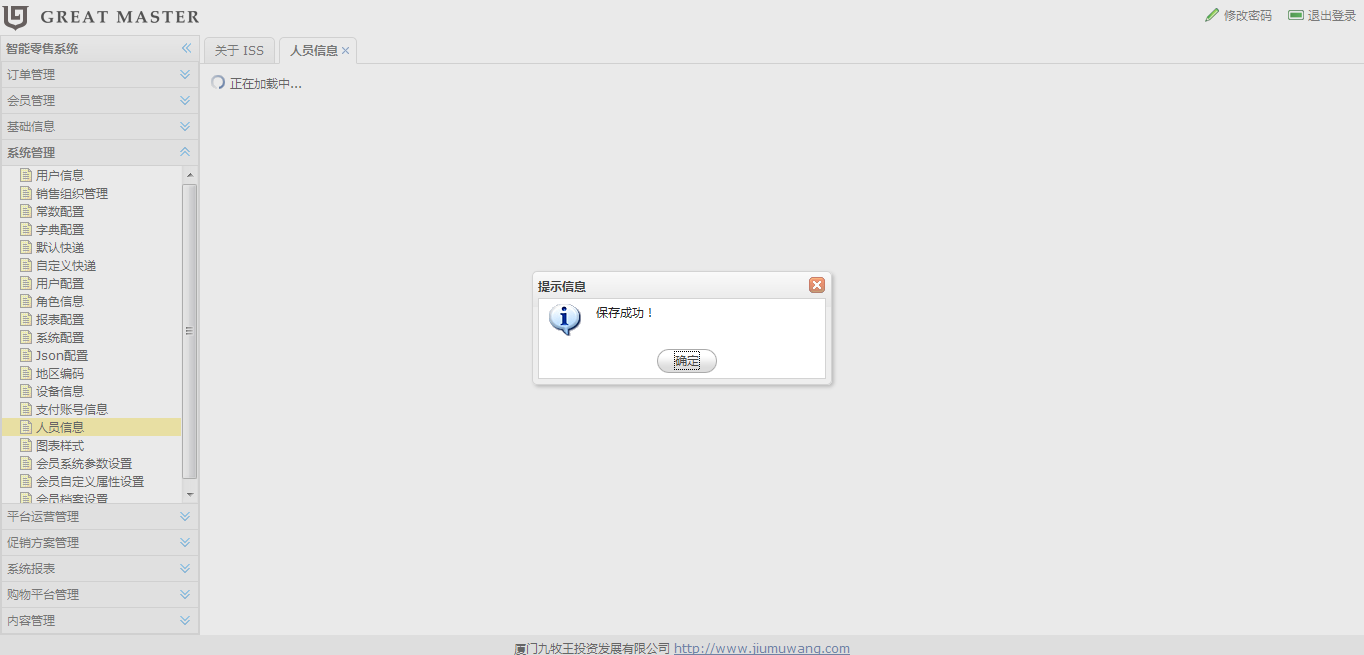 GREAT MASTER
修改密码 退出登录
智能零售系统
关于 ISS 人员信息
订单管理
正在加载中...
会员管理
基础信息
系统管理
用户信息
销售组织管理
常数配置
字典配置
默认快递
自定义快递
用户配置
角色信息
报表配置
系统配置
Json配置
地区编码
设备信息
支付账号信息
人员信息
图表样式
会员系统参数设置
会员自定义属性设置
会员档案设置
提示信息
保存成功！
确定
平台运营管理
促销方案管理
系统报表
购物平台管理
内容管理
厦门九牧王投资发展有限公司 http://www.jiumuwang.com